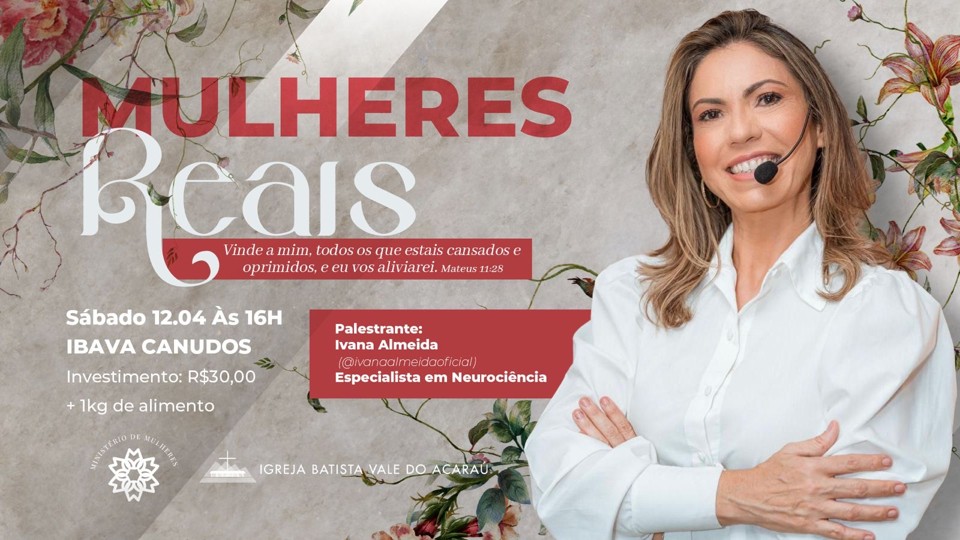 MULHERES
Reais
Vinde a mim, todos os que estais cansados e
oprimidos, e eu vos aliviarei. Mateus 11:28
Sábado 12.04 Às 16H
IBAVA CANUDOS
Investimento: R$30,00
+ 1kg de alimento
Palestrante:
Ivana Almeida
(@ivanaalmeidaoficial)
Especialista em Neurociência
MINISTÉRIO DE MULHERES
IGREJA BATISTA VALE DO ACARAÚ